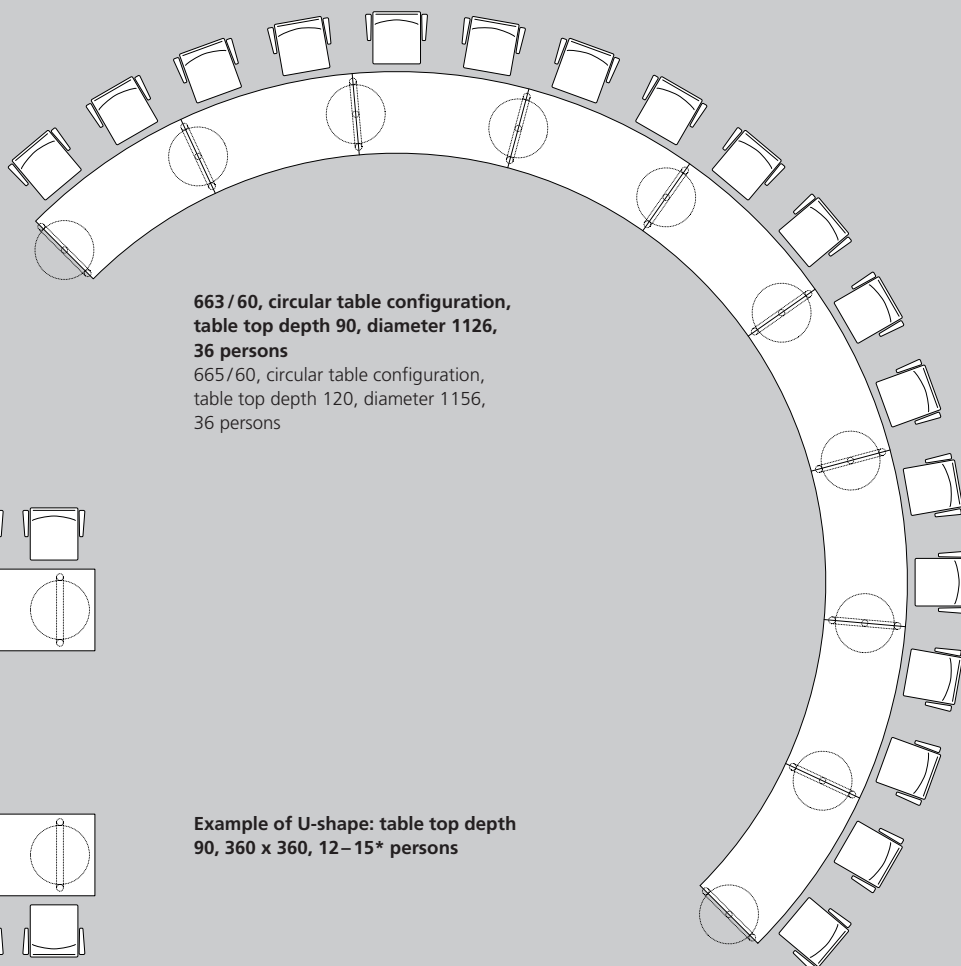 663/60, circular table configuration,
table top depth 90, diameter 1126,
36 persons
665/60, circular table configuration,
table top depth 120, diameter 1156,
36 persons
Example of U-shape: table top depth
90, 360 x 360, 12–15* persons